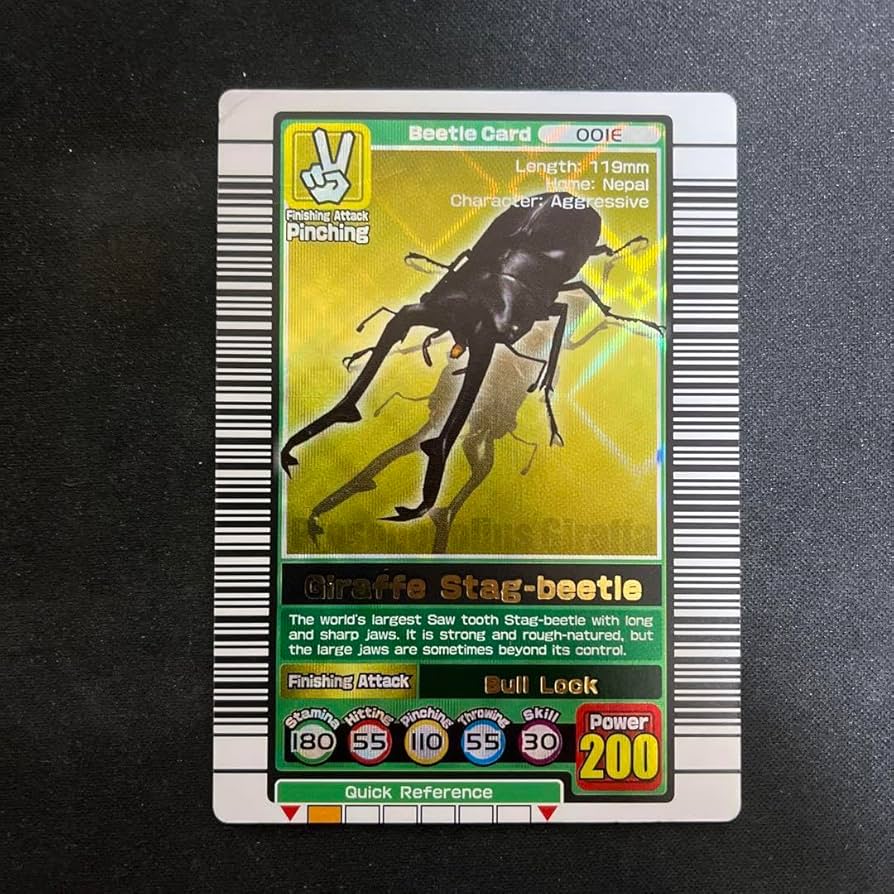 Beetle Card 001E
Length: 119mm
Home: Nepal
Character: Aggressive
Finishing Attack
Pinching
Giraffa
Giraffe Stag-beetle
The world's largest Saw tooth Stag-beetle with long
and sharp jaws. It is strong and rough-natured, but
the large jaws are sometimes beyond its control.
Finishing Attack Bull Lock
Stamina Hitting Pinching Throwing Skill Power
180 55 110 55 30 200
Quick Reference